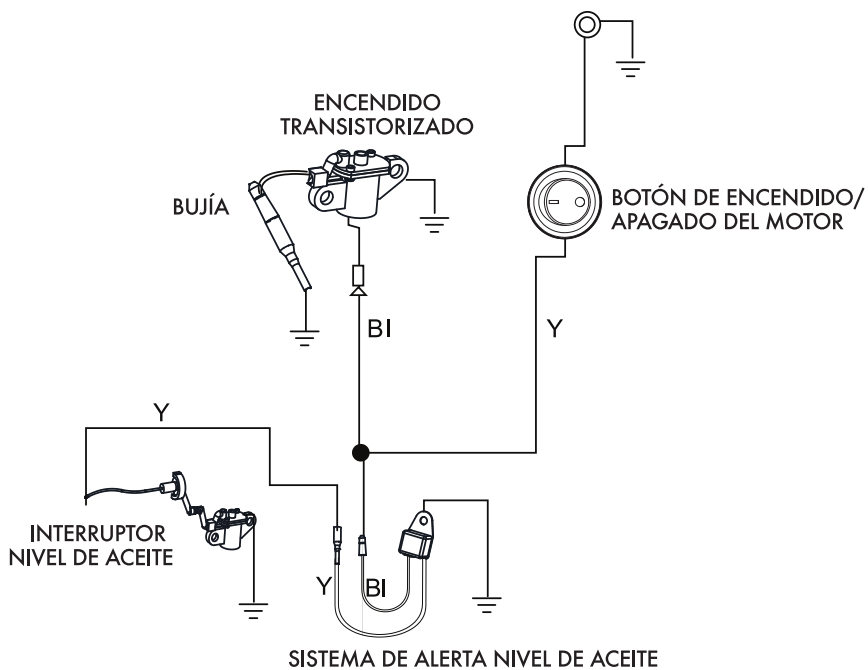 ENCENDIDO
TRANSISTORIZADO
BUJÍA
BOTÓN DE ENCENDIDO/
APAGADO DEL MOTOR
BI
Y
Y
INTERRUPTOR
NIVEL DE ACEITE
Y
BI
SISTEMA DE ALERTA NIVEL DE ACEITE